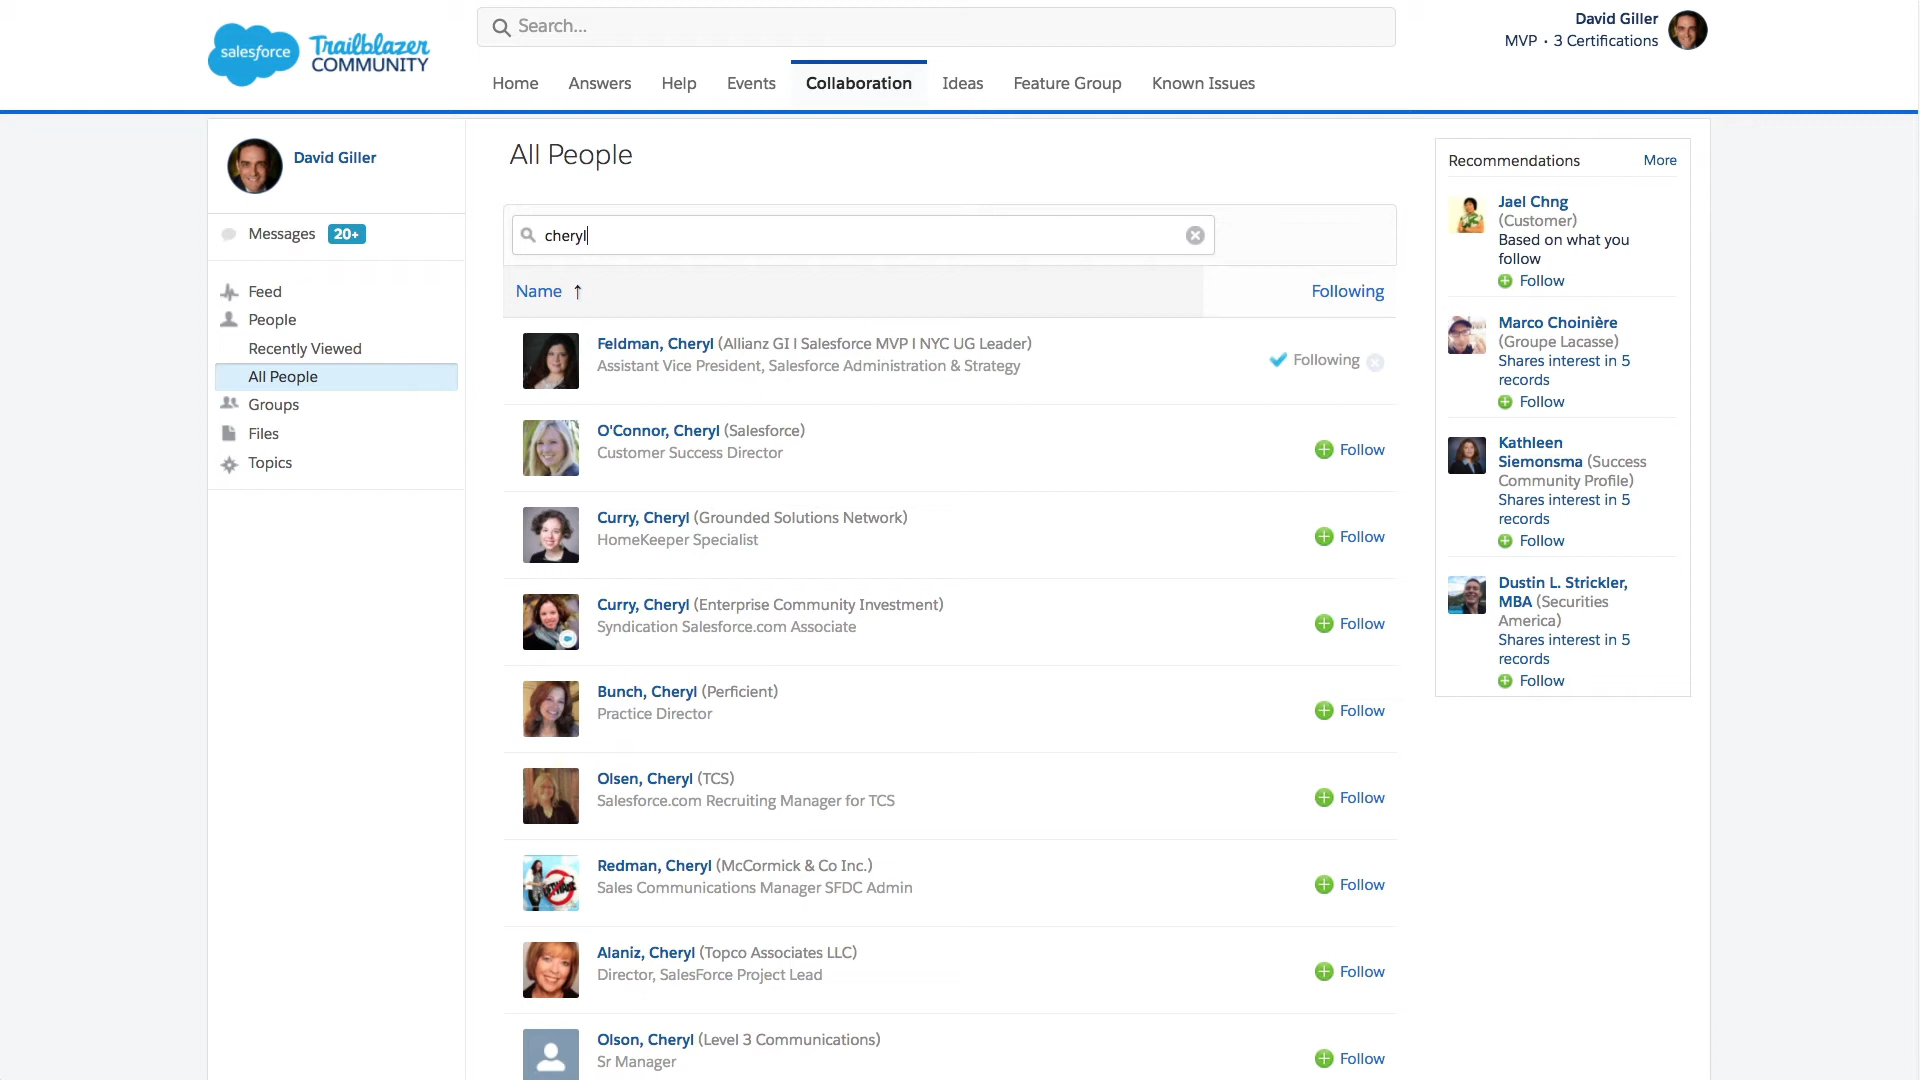 salesforce
Trailblazer
COMMUNITY
Search...
David Giller
MVP • 3 Certifications
Home
Answers
Help
Events
Collaboration
Ideas
Feature Group
Known Issues
David Giller
Messages 20+
Feed
People
Recently Viewed
All People
Groups
Files
Topics
All People
cheryl
Name ↑
Following
Feldman, Cheryl (Allianz GI l Salesforce MVP l NYC UG Leader)
Assistant Vice President, Salesforce Administration & Strategy
Following
O'Connor, Cheryl (Salesforce)
Customer Success Director
Follow
Curry, Cheryl (Grounded Solutions Network)
HomeKeeper Specialist
Follow
Curry, Cheryl (Enterprise Community Investment)
Syndication Salesforce.com Associate
Follow
Bunch, Cheryl (Perficient)
Practice Director
Follow
Olsen, Cheryl (TCS)
Salesforce.com Recruiting Manager for TCS
Follow
Redman, Cheryl (McCormick & Co Inc.)
Sales Communications Manager SFDC Admin
Follow
Alaniz, Cheryl (Topco Associates LLC)
Director, SalesForce Project Lead
Follow
Olson, Cheryl (Level 3 Communications)
Sr Manager
Follow
Recommendations
More
Jael Chng
(Customer)
Based on what you
follow
Follow
Marco Choinière
(Groupe Lacasse)
Shares interest in 5
records
Follow
Kathleen
Siemonsma (Success
Community Profile)
Shares interest in 5
records
Follow
Dustin L. Strickler,
MBA (Securities
America)
Shares interest in 5
records
Follow